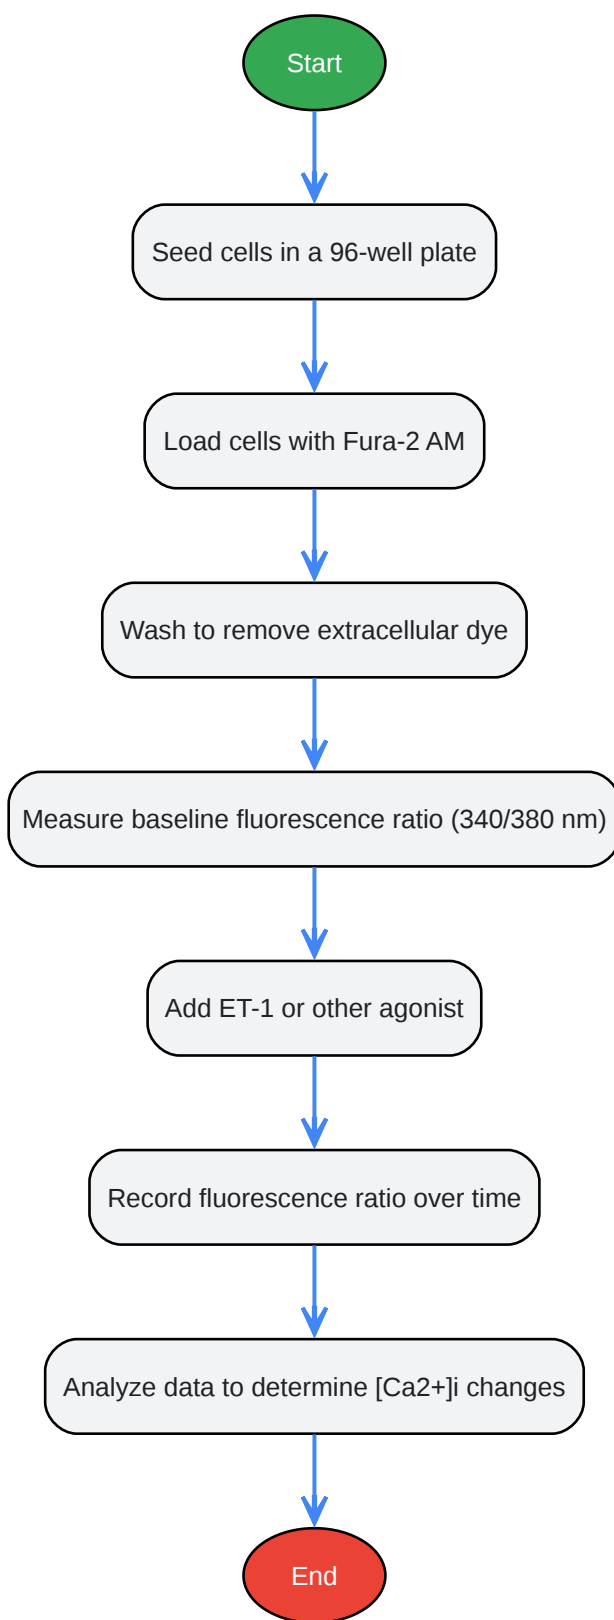 Start
Seed cells in a 96-well plate
Load cells with Fura-2 AM
Wash to remove extracellular dye
Measure baseline fluorescence ratio (340/380 nm)
Add ET-1 or other agonist
Record fluorescence ratio over time
Analyze data to determine [Ca2+]i changes
End